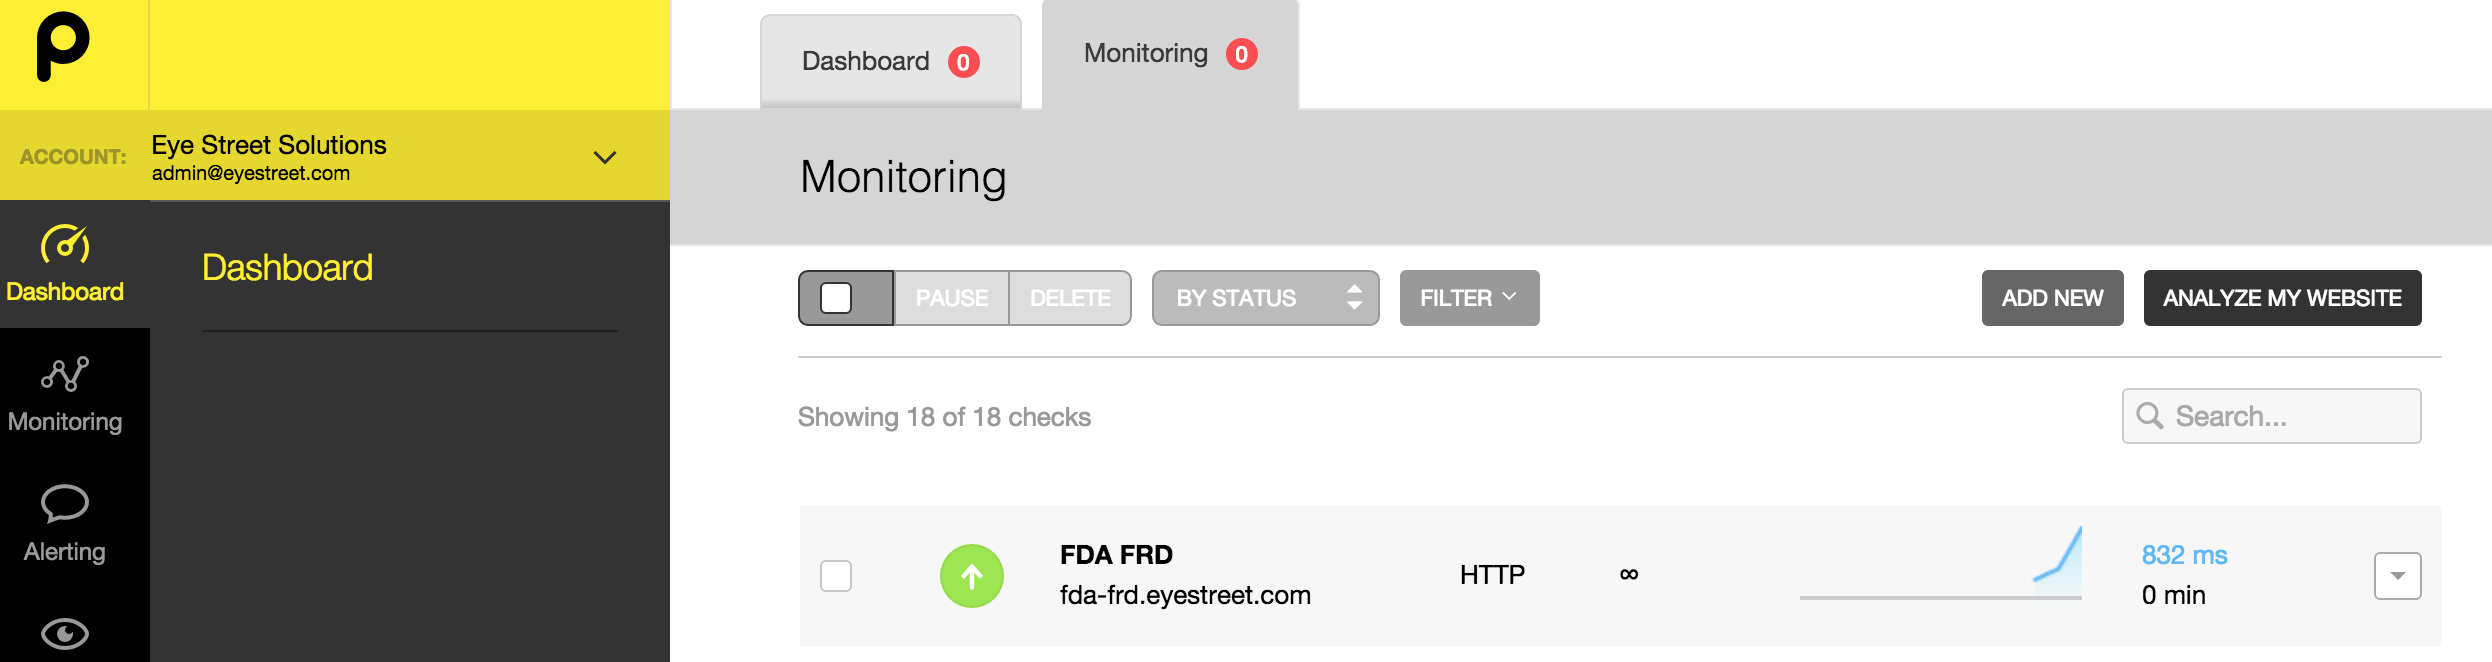 Dashboard 0
Monitoring 0
ACCOUNT:
Eye Street Solutions
admin@eyestreet.com
Dashboard
Monitoring
Alerting
Dashboard
Monitoring
PAUSE DELETE BY STATUS FILTER ADD NEW ANALYZE MY WEBSITE
Showing 18 of 18 checks
Search...
FDA FRD
fda-frd.eyestreet.com
HTTP
∞
832 ms
0 min